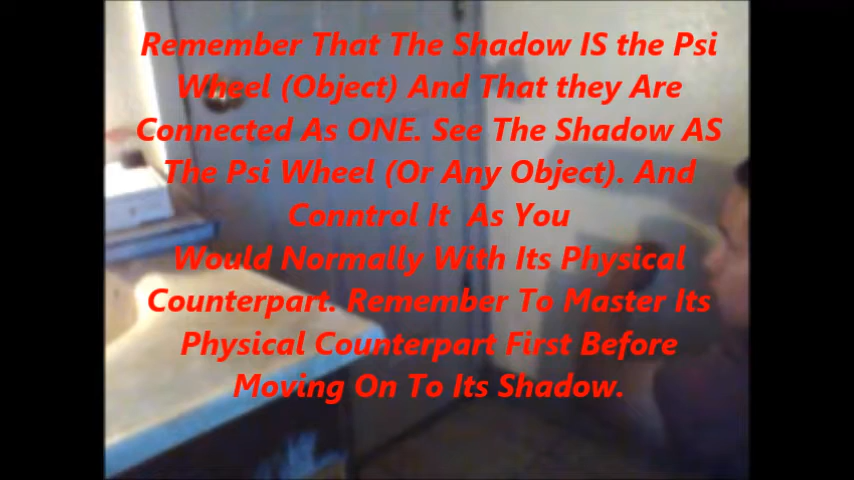 Remember That The Shadow IS the Psi
Wheel (Object) And That they Are
Connected As ONE. See The Shadow AS
The Psi Wheel (Or Any Object). And
Conntrol It  As You
Would Normally With Its Physical
Counterpart. Remember To Master Its
Physical Counterpart First Before
Moving On To Its Shadow.